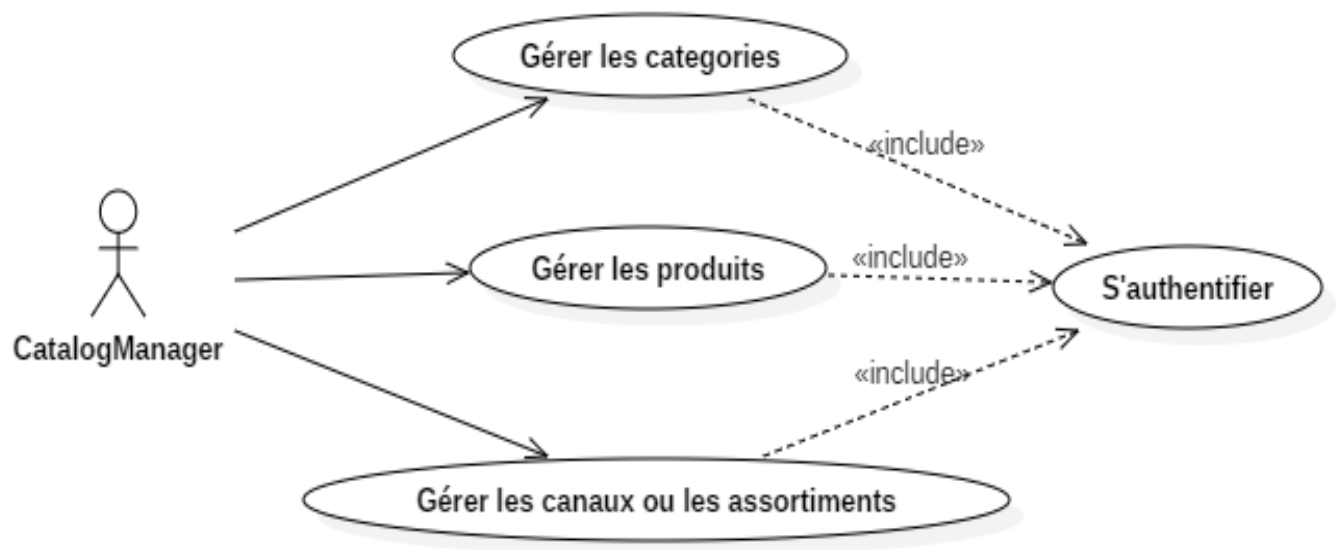 Gérer les categories
«include»
Gérer les produits
«include»
S'authentifier
CatalogManager
«include»
Gérer les canaux ou les assortiments